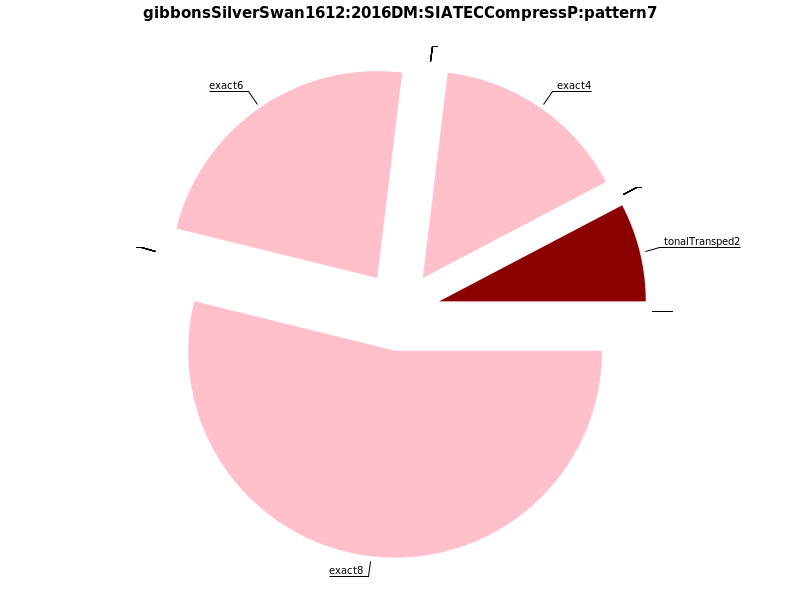 gibbonsSilverSwan1612:2016DM:SIATECCompressP:pattern7
exact6
exact4
tonalTransped2
exact8